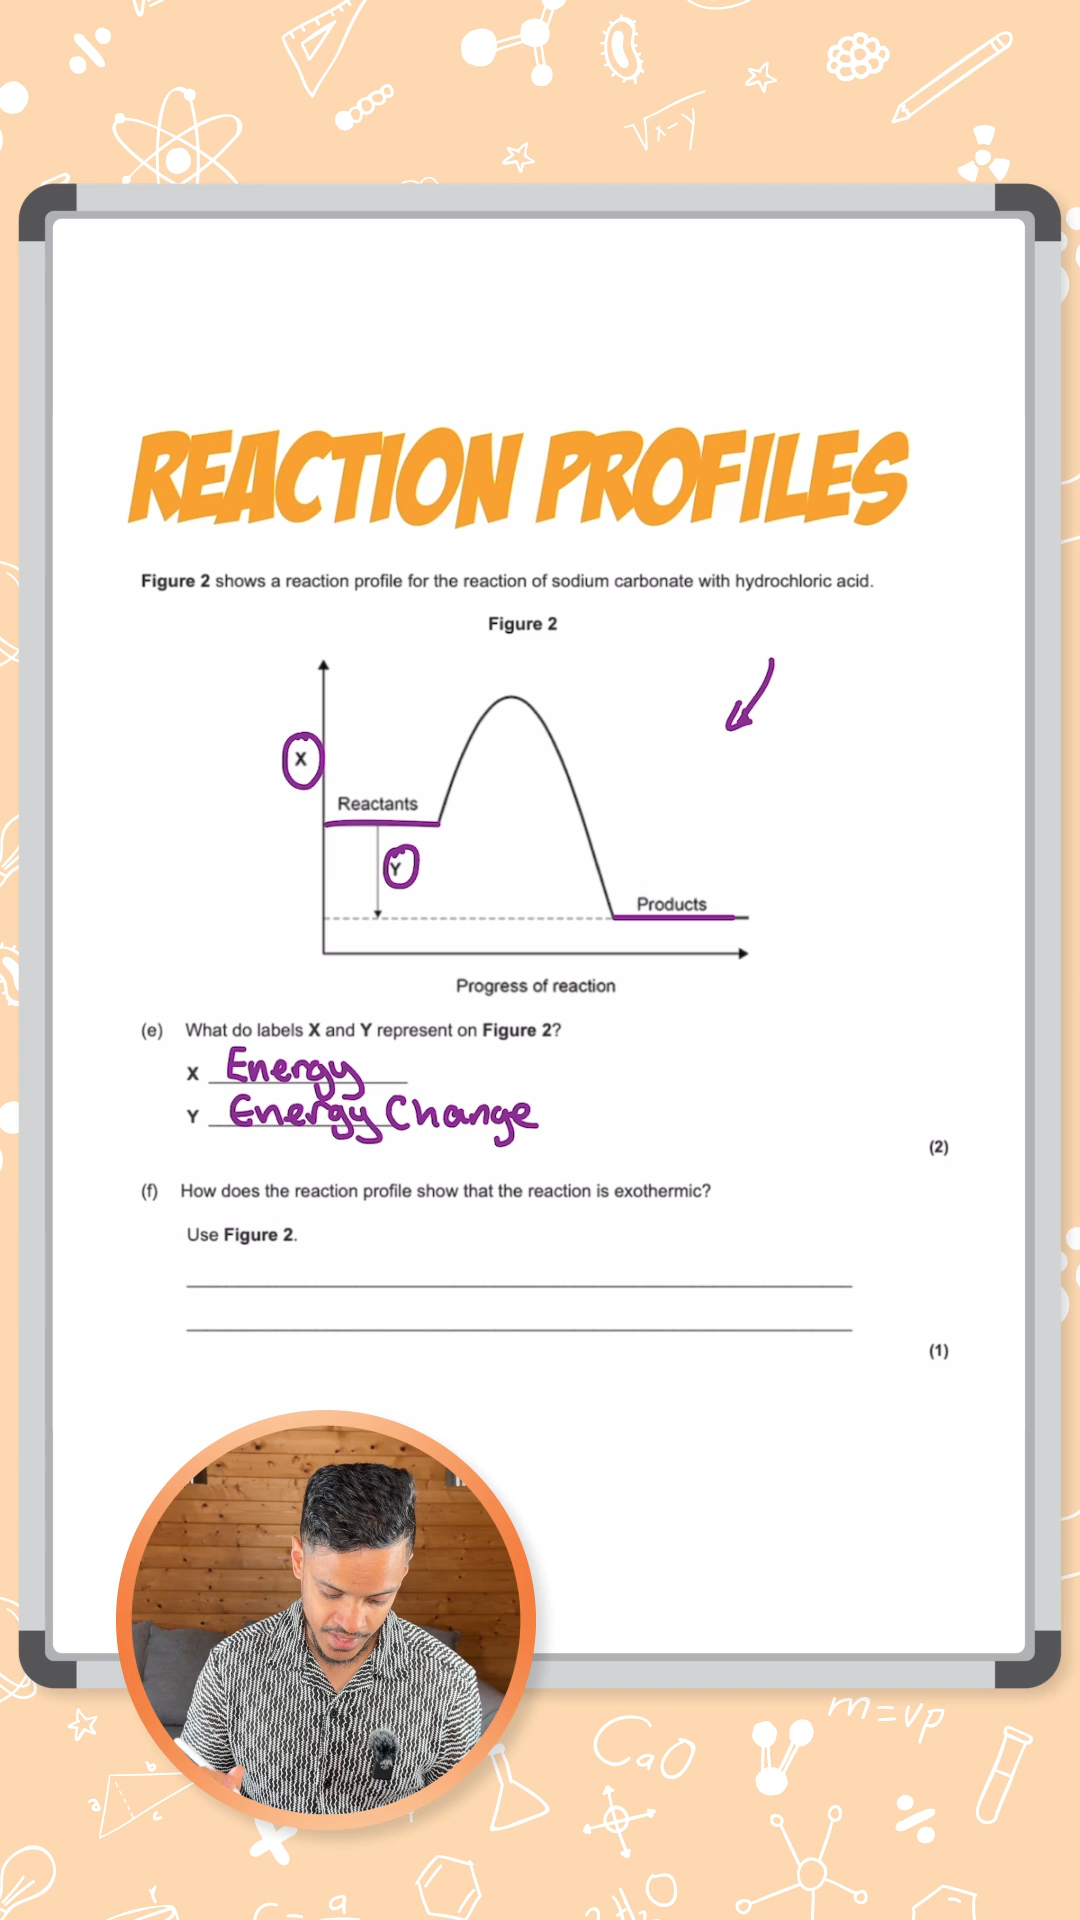 √x-y
REACTION PROFILES
Figure 2 shows a reaction profile for the reaction of sodium carbonate with hydrochloric acid.
Figure 2
X
Reactants
Y
Products
Progress of reaction
(e) What do labels X and Y represent on Figure 2?
X Energy
Y Energy Change
(2)
(f) How does the reaction profile show that the reaction is exothermic?
Use Figure 2.
(1)
m=vp
CaO
b
a
c